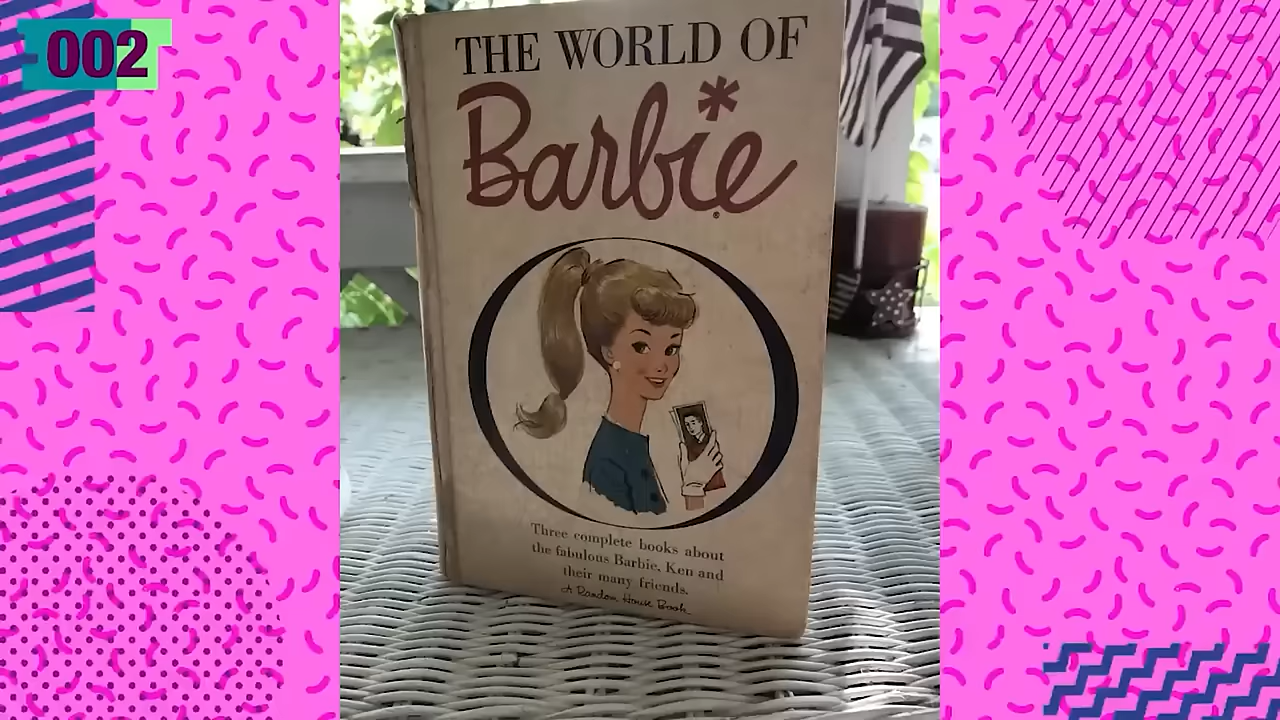 002
THE WORLD OF
Barbie*
Three complete books about
the fabulous Barbie, Ken and
their many friends.
A Random House Book